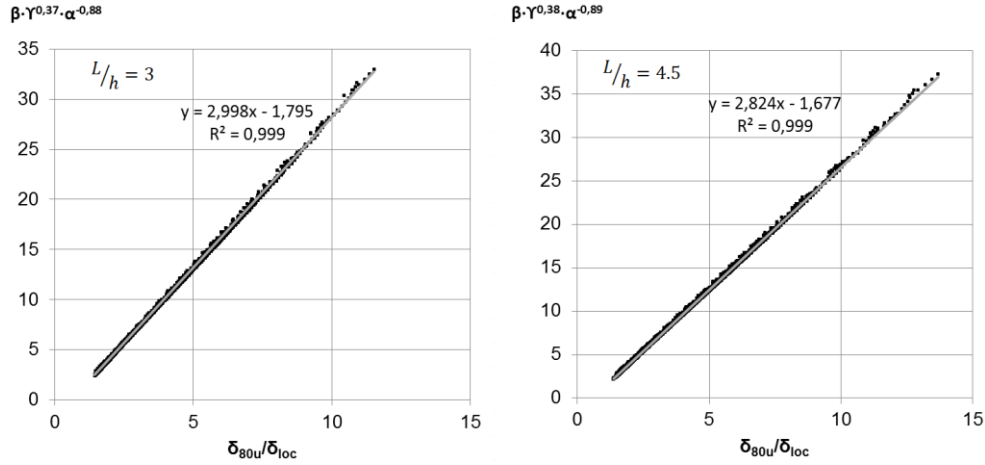 β·ϒ^0,37·α^-0,88
35
30
25
20
15
10
5
0
L/h = 3
y = 2,998x - 1,795
R² = 0,999
0 5 10 15
δ80u/δloc
β·ϒ^0,38·α^-0,89
40
35
30
25
20
15
10
5
0
L/h = 4.5
y = 2,824x - 1,677
R² = 0,999
0 5 10 15
δ80u/δloc